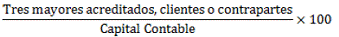 Tres mayores acreditados, clientes o contrapartes
Capital Contable
× 100